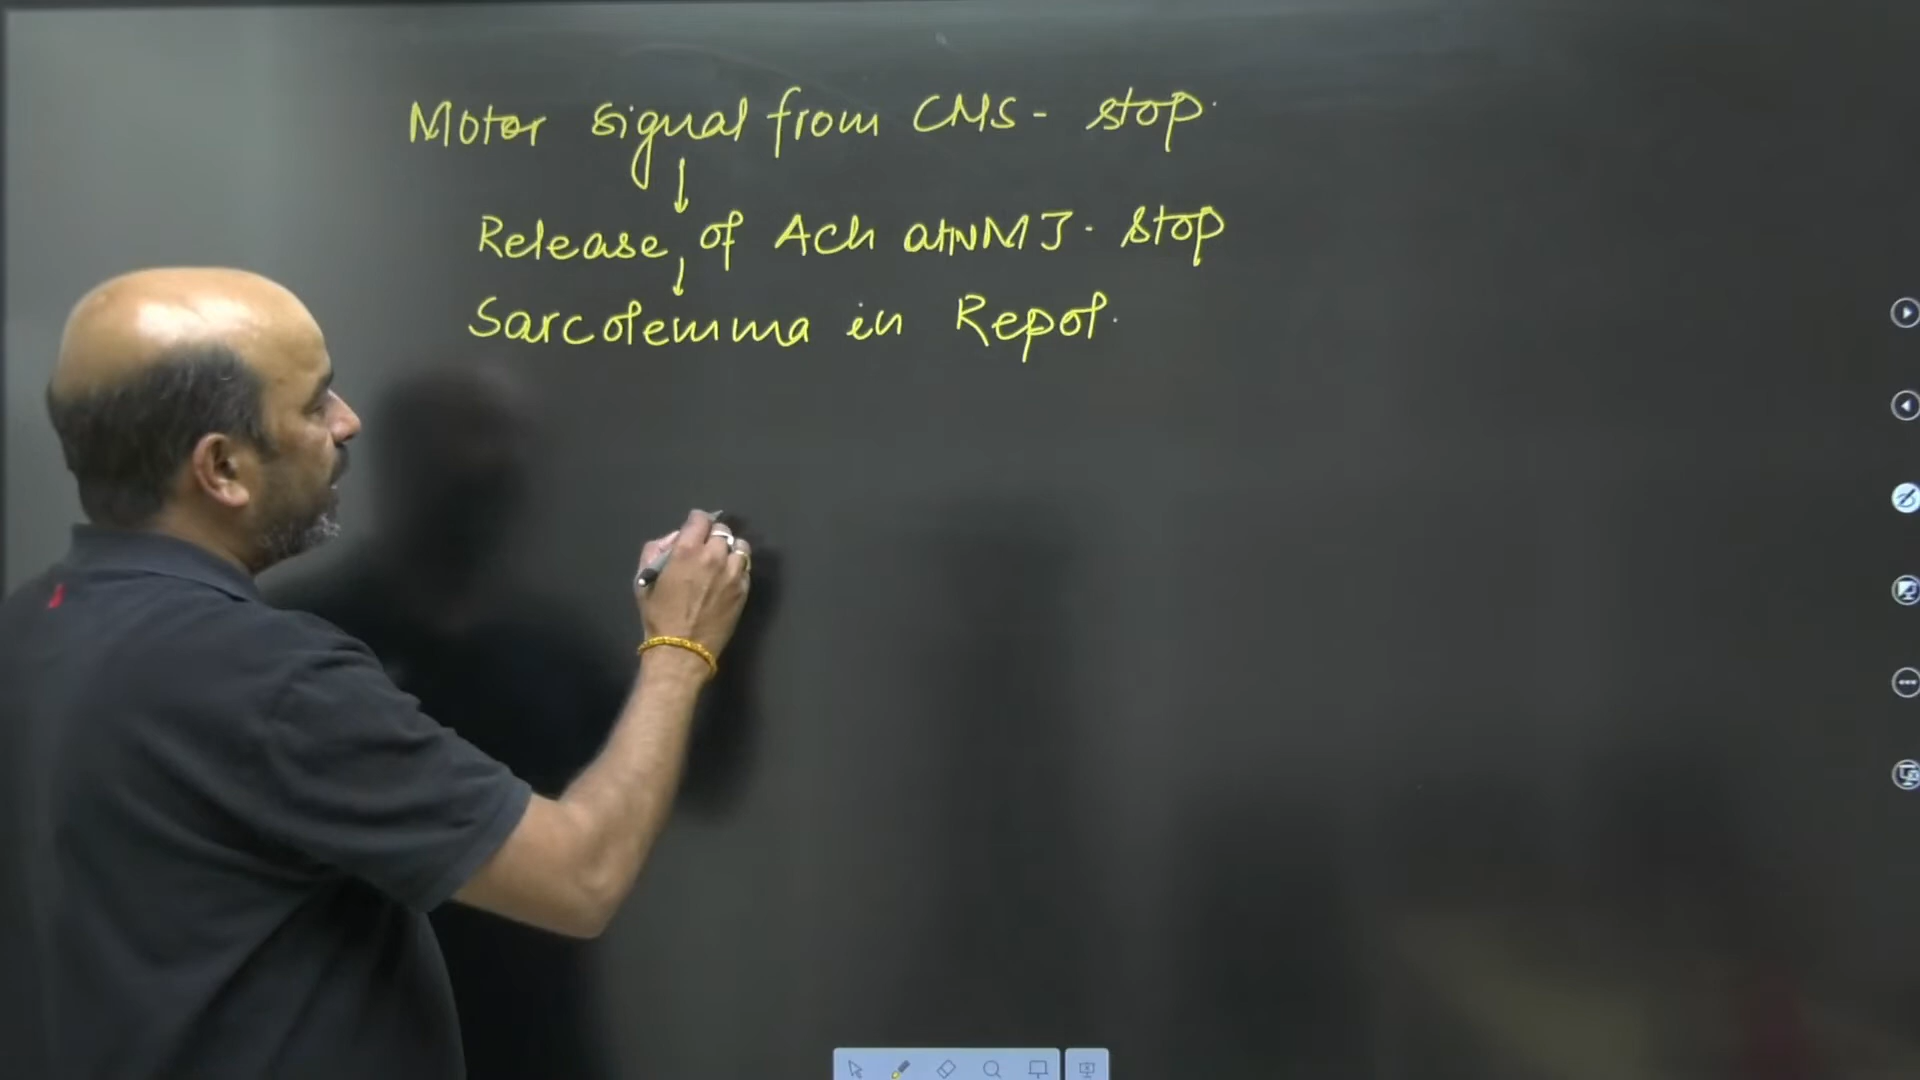 Motor signal from CNS - stop.
↓
Release of Ach at NMJ - stop
↓
Sarcolemma in Repol.